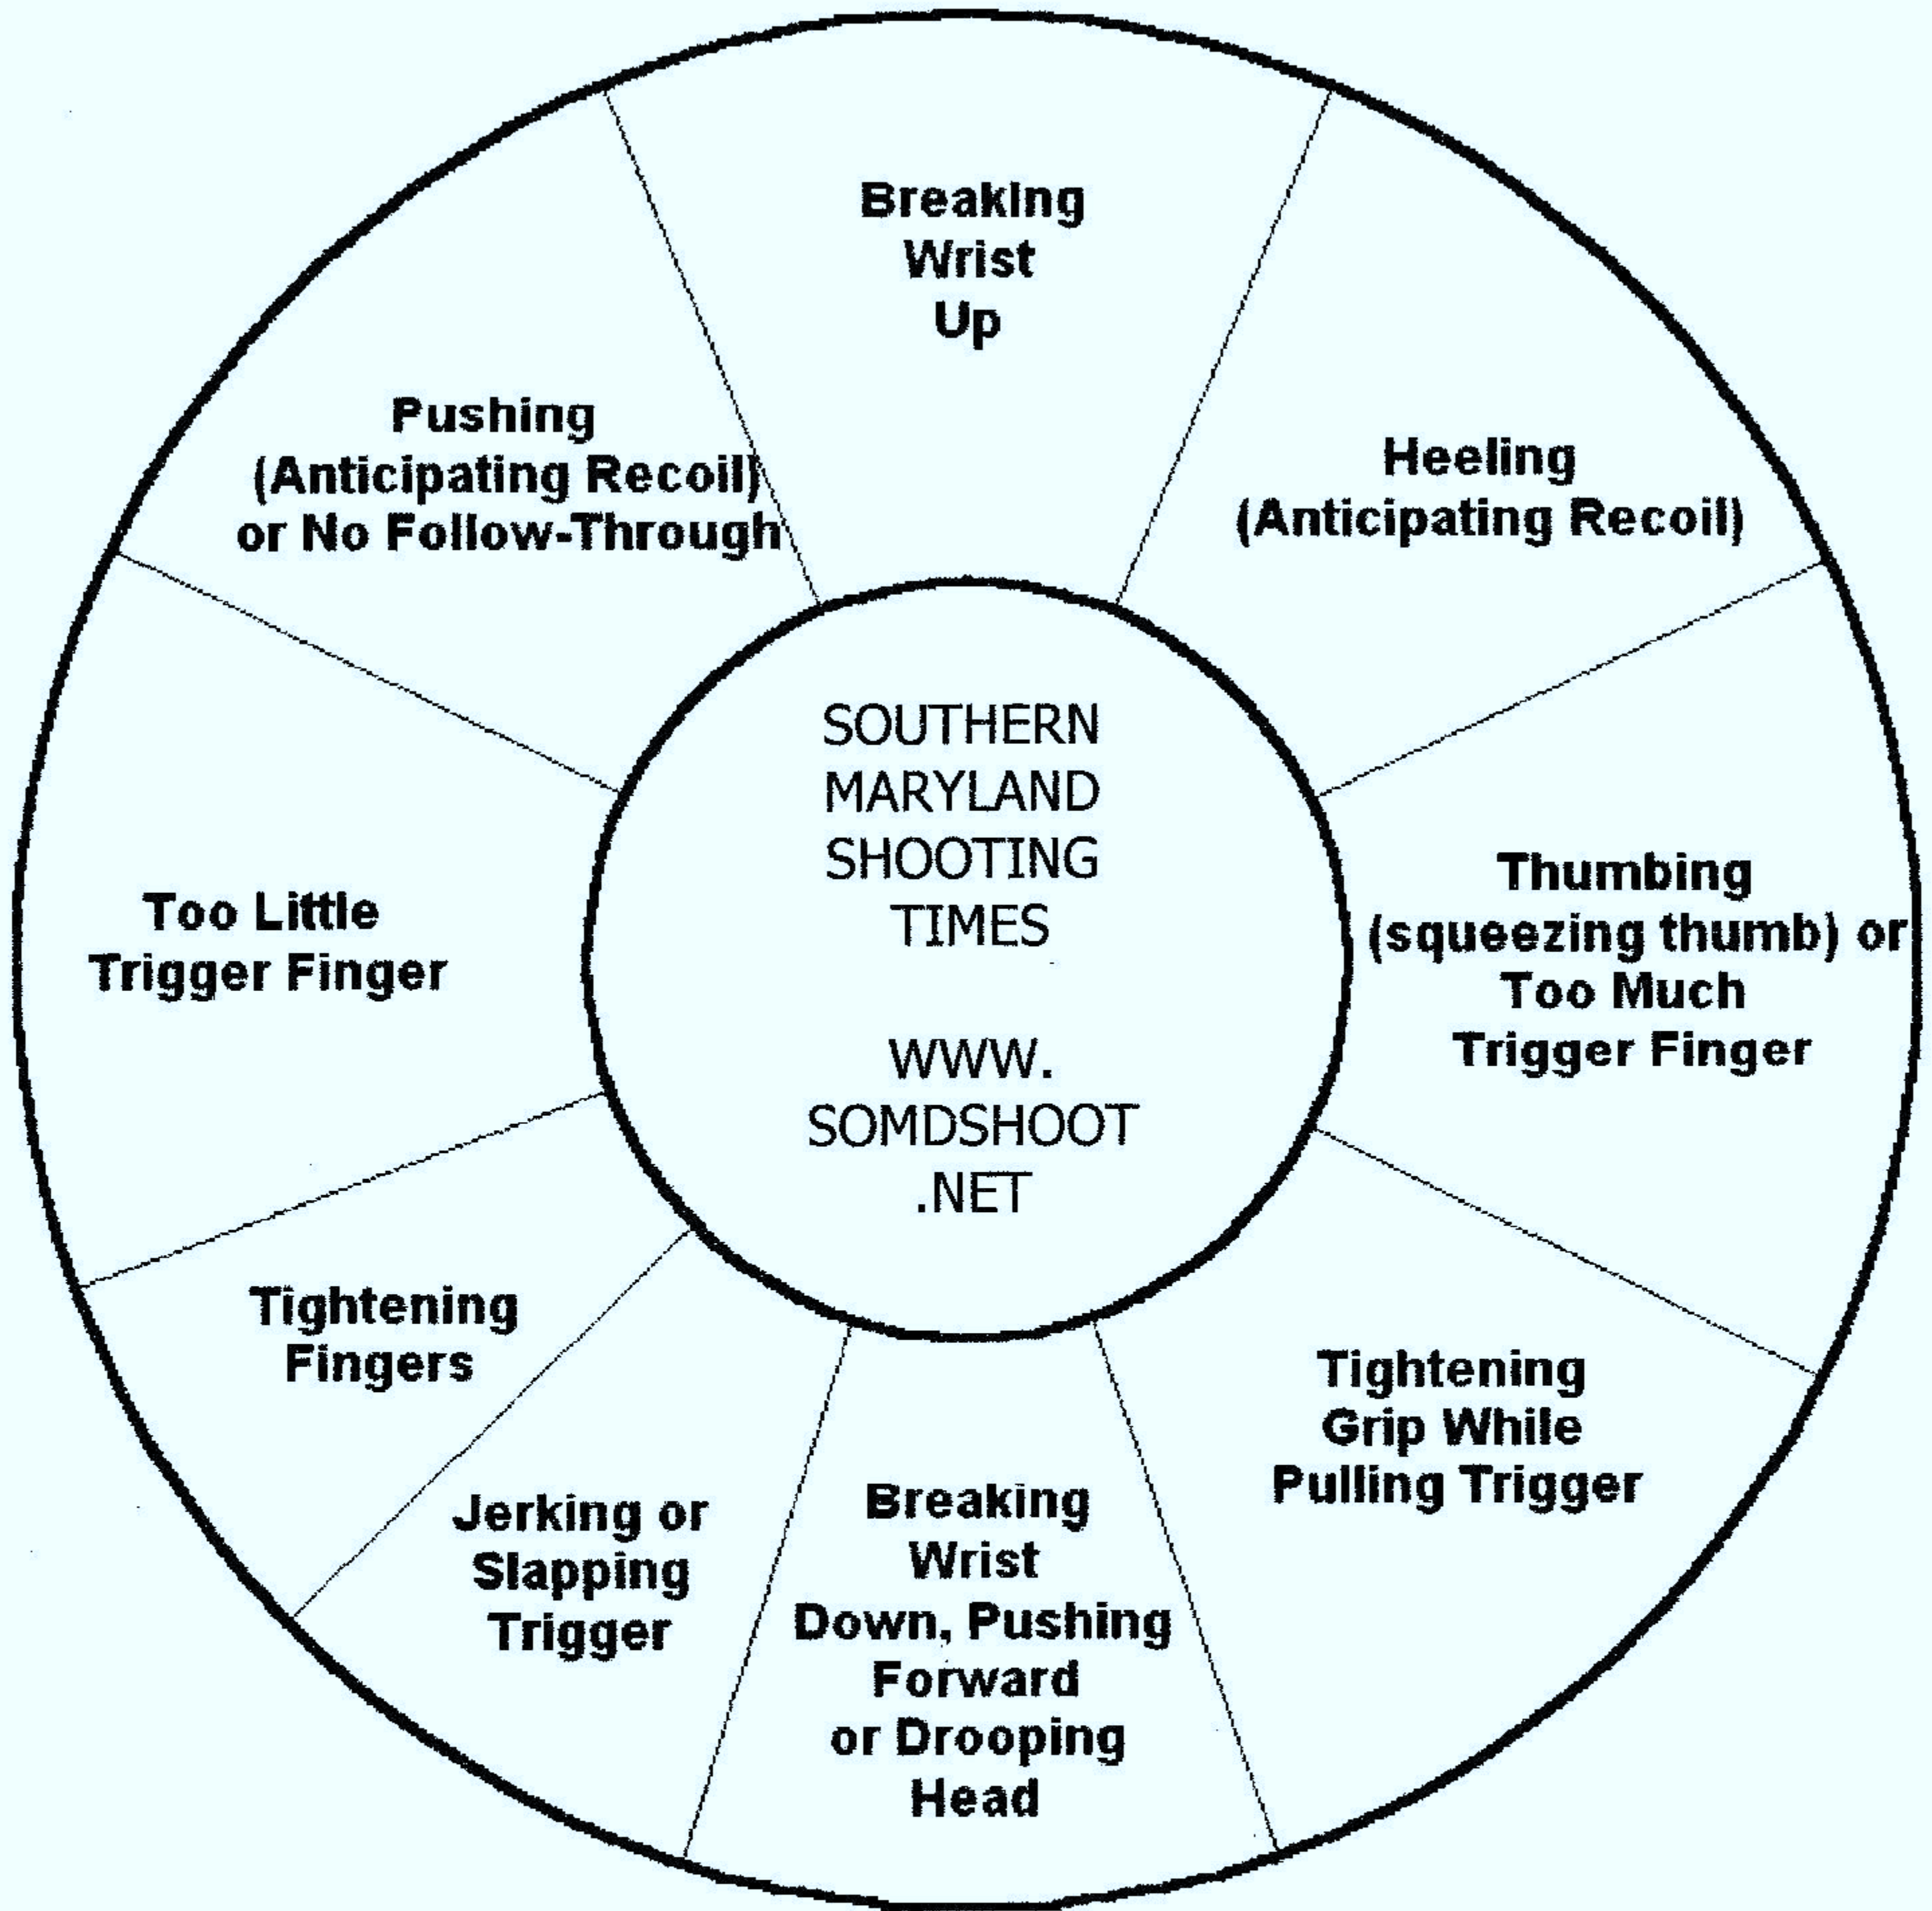 Breaking
Wrist
Up
Pushing
(Anticipating Recoil)
or No Follow-Through
Heeling
(Anticipating Recoil)
SOUTHERN
MARYLAND
SHOOTING
TIMES
WWW.
SOMDSHOOT
.NET
Too Little
Trigger Finger
Thumbing
(squeezing thumb) or
Too Much
Trigger Finger
Tightening
Fingers
Tightening
Grip While
Pulling Trigger
Jerking or
Slapping
Trigger
Breaking
Wrist
Down, Pushing
Forward
or Drooping
Head